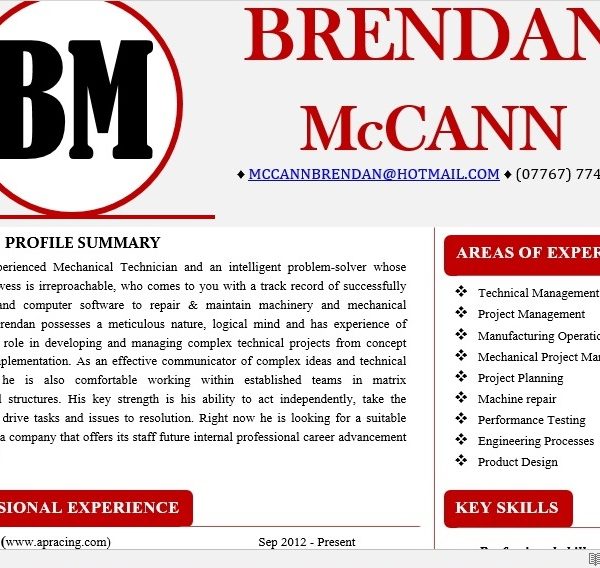 BM
BRENDAN
McCANN
♦ MCCANNBRENDAN@HOTMAIL.COM ♦ (07767) 774
PROFILE SUMMARY
erienced Mechanical Technician and an intelligent problem-solver whose
wess is irreproachable, who comes to you with a track record of successfully
and computer software to repair & maintain machinery and mechanical
rendan possesses a meticulous nature, logical mind and has experience of
role in developing and managing complex technical projects from concept
plementation. As an effective communicator of complex ideas and technical
he is also comfortable working within established teams in matrix
l structures. His key strength is his ability to act independently, take the
drive tasks and issues to resolution. Right now he is looking for a suitable
a company that offers its staff future internal professional career advancement
SIONAL EXPERIENCE
(www.apracing.com) Sep 2012 - Present
AREAS OF EXPER
❖ Technical Management
❖ Project Management
❖ Manufacturing Operatio
❖ Mechanical Project Man
❖ Project Planning
❖ Machine repair
❖ Performance Testing
❖ Engineering Processes
❖ Product Design
KEY SKILLS